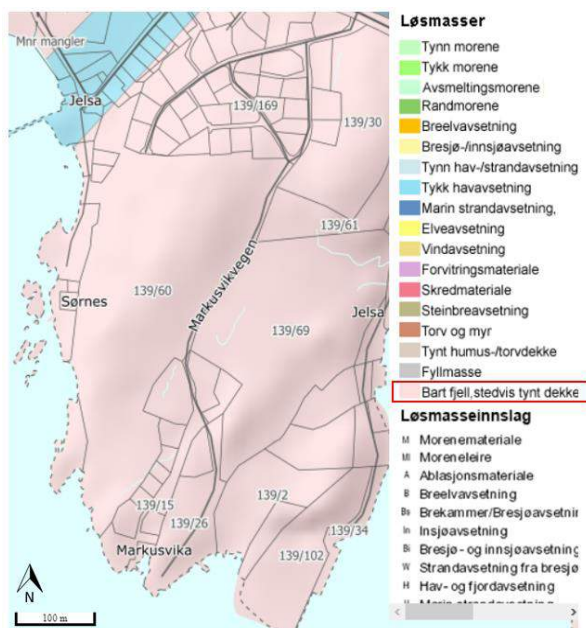 Mnr mangler
Jelsa
139/169
139/30
139/61
139/60
Sørnes
Markusvikvegen
139/69
Jelsa
139/15
139/26
139/2
139/34
Markusvika
139/102
N
100 m
Løsmasser
Tynn morene
Tykk morene
Avsmeltingsmorene
Randmorene
Breelvavsetning
Bresjø-/innsjøavsetning
Tynn hav-/strandavsetning
Tykk havavsetning
Marin strandavsetning,
Elveavsetning
Vindavsetning
Forvitringsmateriale
Skredmateriale
Steinbreavsetning
Torv og myr
Tynt humus-/torvdekke
Fyllmasse
Bart fjell,stedvis tynt dekke
Løsmasseinnslag
M Morenemateriale
Ml Moreneleire
A Ablasjonsmateriale
B Breelvavsetning
Bs Brekammer/Bresjøavsetnir
In Insjøavsetning
Bi Bresjø- og innsjøavsetning
W Strandavsetning fra bresjø
H Hav- og fjordavsetning